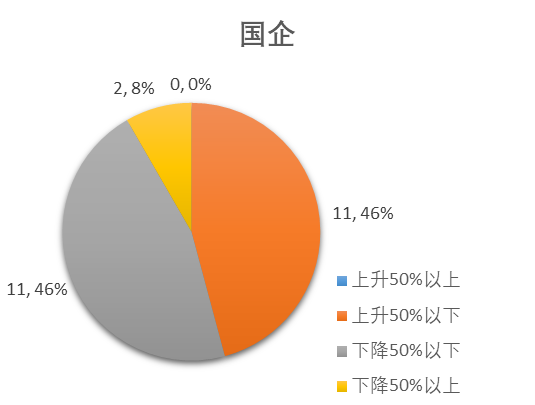 国企
2, 8%
0, 0%
11, 46%
11, 46%
上升50%以上
上升50%以下
下降50%以下
下降50%以上